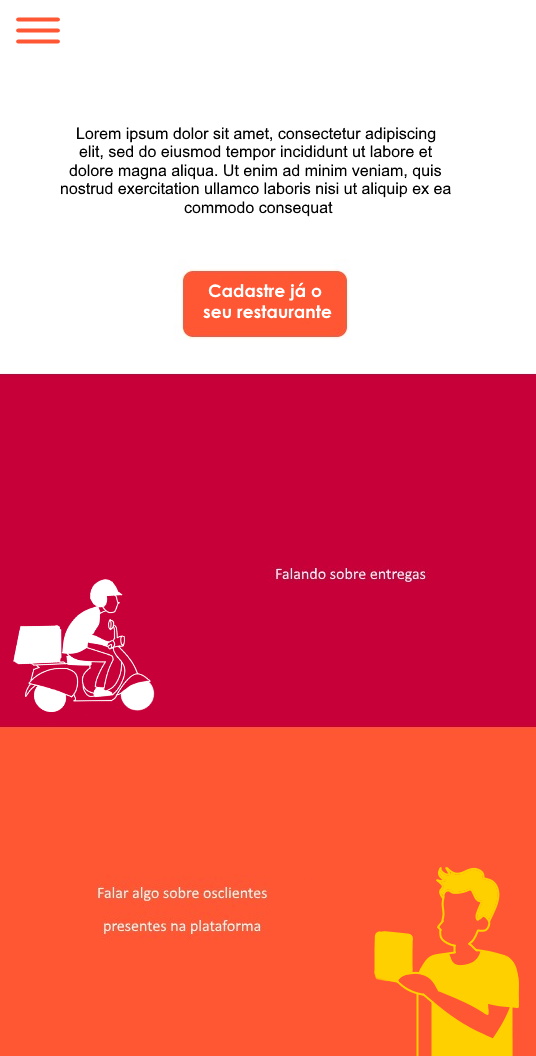 Lorem ipsum dolor sit amet, consectetur adipiscing
elit, sed do eiusmod tempor incididunt ut labore et
dolore magna aliqua. Ut enim ad minim veniam, quis
nostrud exercitation ullamco laboris nisi ut aliquip ex ea
commodo consequat
Cadastre já o
seu restaurante
Falando sobre entregas
Falar algo sobre osclientes
presentes na plataforma